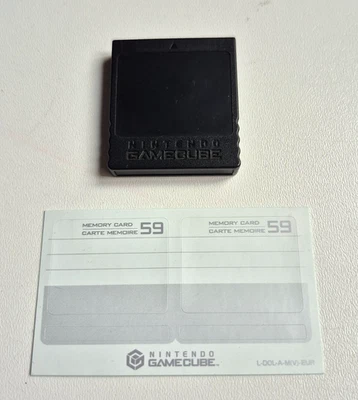 NINTENDO
GAMECUBE
MEMORY CARD 59
CARTE MEMOIRE
MEMORY CARD 59
CARTE MEMOIRE
NINTENDO
GAMECUBE